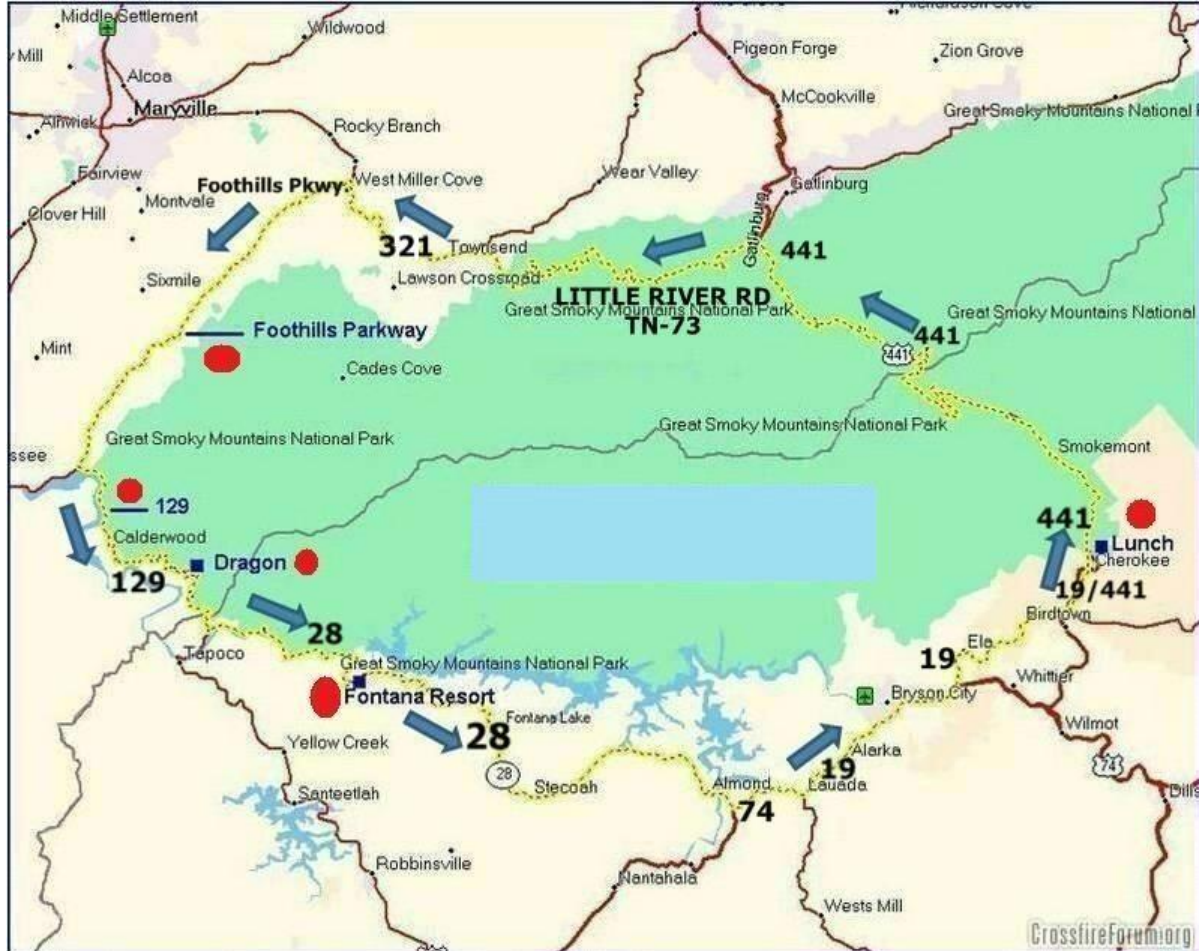 Middle Settlement
Wildwood
Pigeon Forge
Zion Grove
y Mill
Alcoa
McCookville
Maryville
Great Smoky Mountains National P
Rocky Branch
Fairview
Foothills Pkwy.
West Miller Cove
Wear Valley
Gatlinburg
Montvale
Clover Hill
Gatlinburg
321
Townsend
441
Sixmile
Lawson Crossroad
LITTLE RIVER RD
Great Smoky Mountains National Park
TN-73
Great Smoky Mountains National
Foothills Parkway
441
441
Mint
Cades Cove
Great Smoky Mountains National Park
Great Smoky Mountains National Park
ssee
Smokemont
129
441
Calderwood
Lunch
Cherokee
Dragon
129
19/441
Birdtown
28
Ela
Tapoco
Great Smoky Mountains National Park
19
Whittier
Fontana Resort
Bryson City
Fontana Lake
28
Wilmot
Yellow Creek
Alarka
74
28
Stecoah
Almond
19
Lauada
Dills
Santeetlah
74
Robbinsville
Nantahala
Wests Mill
CrossfireForum.org